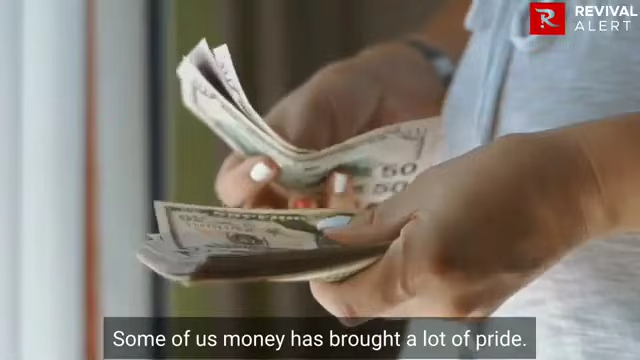 REVIVAL
ALERT
50
50
Some of us money has brought a lot of pride.